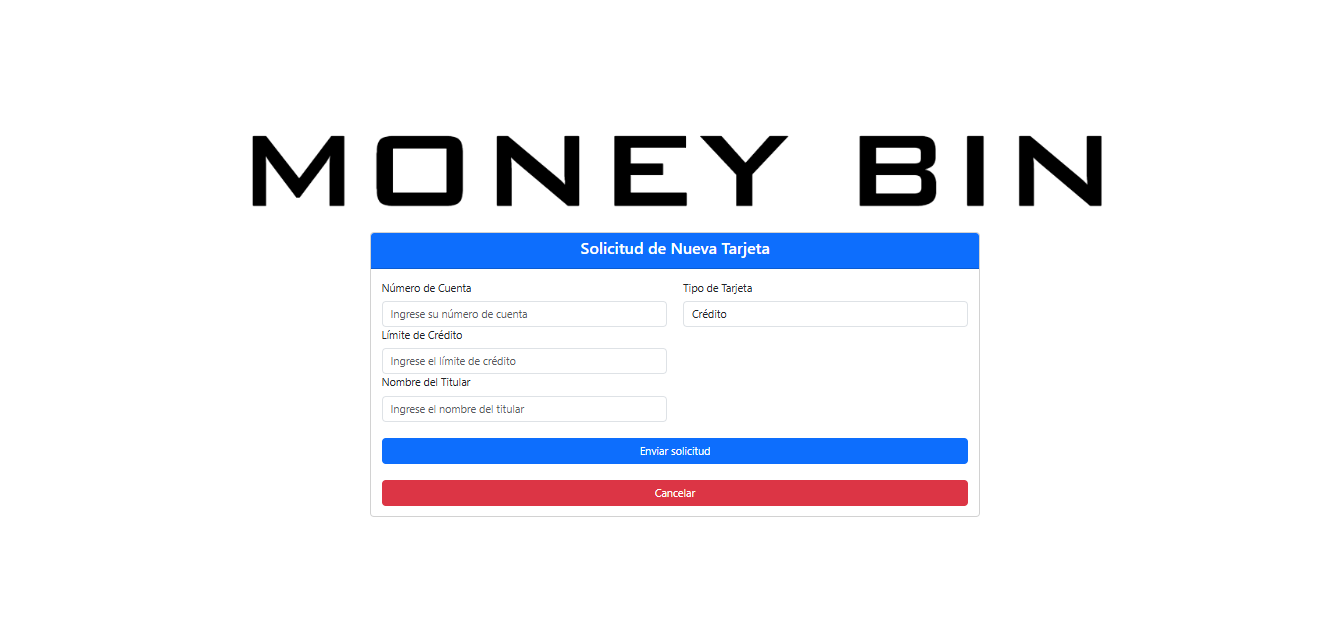 MONEY BIN
Solicitud de Nueva Tarjeta
Número de Cuenta
Ingrese su número de cuenta
Tipo de Tarjeta
Crédito
Límite de Crédito
Ingrese el límite de crédito
Nombre del Titular
Ingrese el nombre del titular
Enviar solicitud
Cancelar